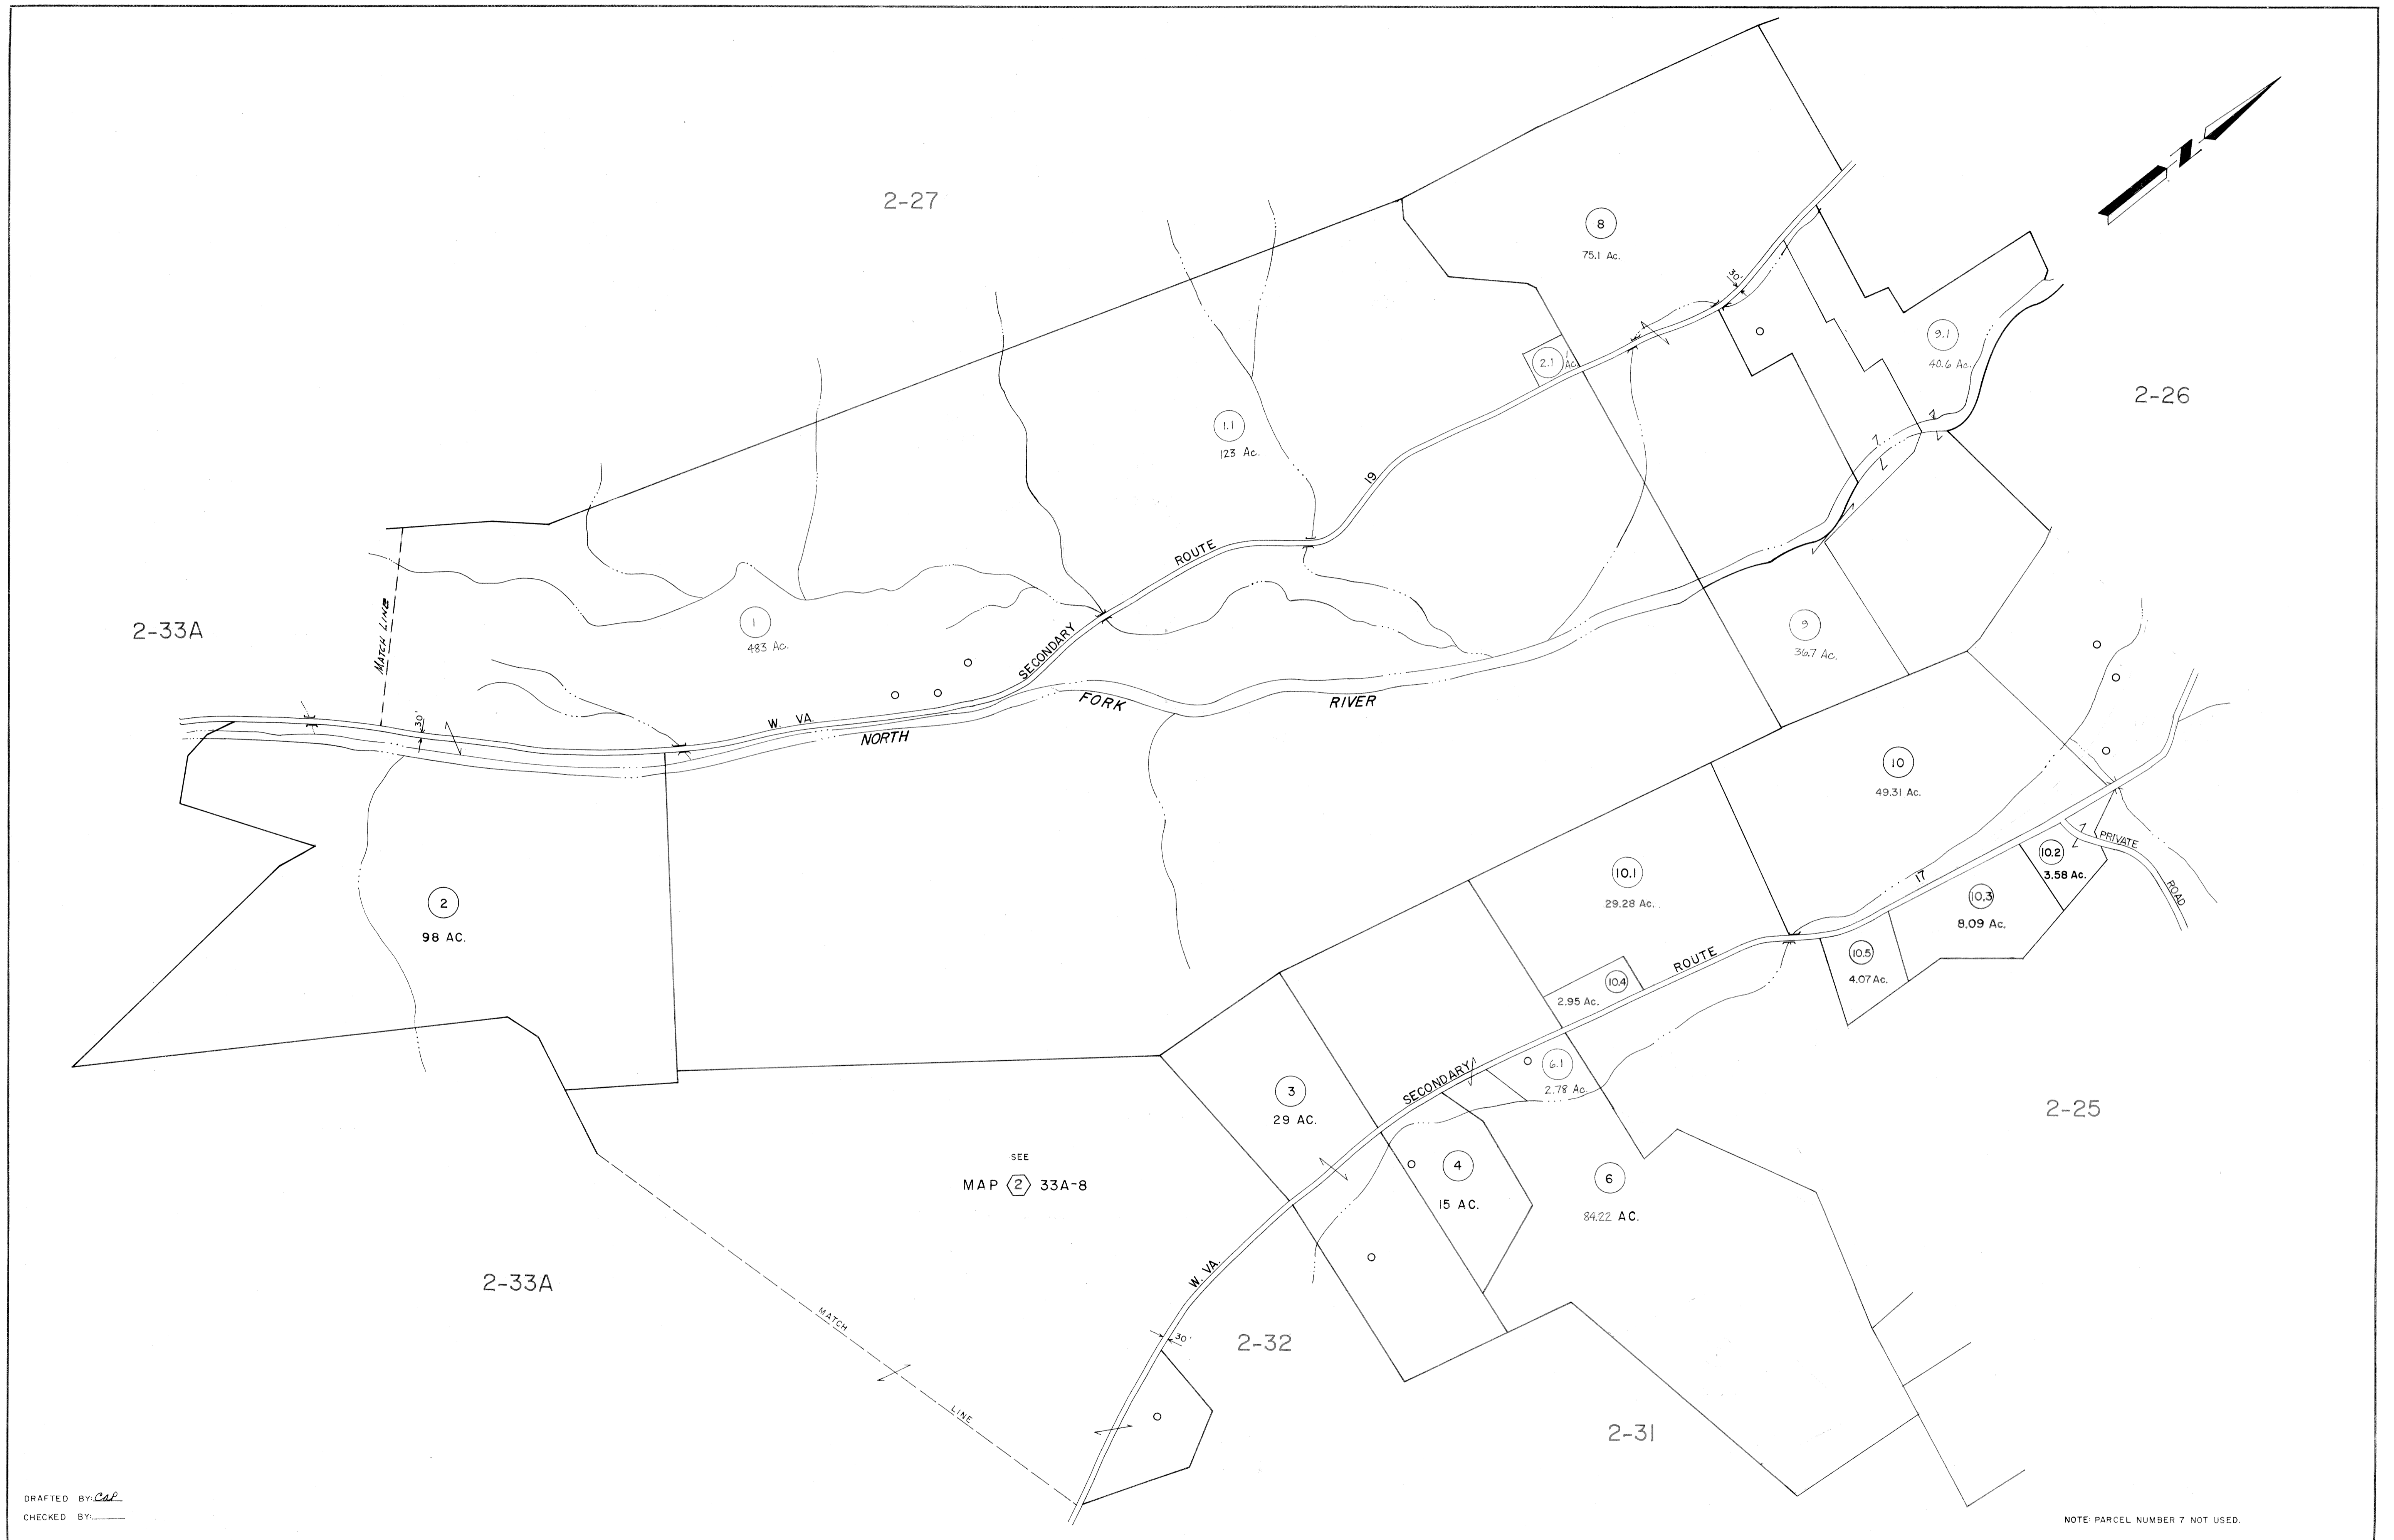 2-27
N
8
75.1 Ac.
30'
9.1
40.6 Ac.
2.1
1 Ac.
2-26
1.1
123 Ac.
19
ROUTE
2-33A
MATCH LINE
1
483 Ac.
9
36.7 Ac.
SECONDARY
FORK
RIVER
W. VA.
30'
NORTH
10
49.31 Ac.
PRIVATE
ROAD
10.2
3.58 Ac.
17
10.1
29.28 Ac.
10.3
8.09 Ac.
2
98 AC.
ROUTE
10.5
4.07 Ac.
10.4
2.95 Ac.
6.1
2.78 Ac.
SECONDARY
3
29 AC.
2-25
SEE
MAP 2 33A-8
4
15 AC.
6
84.22 AC.
W. VA.
2-33A
MATCH
30'
2-32
LINE
2-31
DRAFTED BY: CAP
CHECKED BY:
NOTE: PARCEL NUMBER 7 NOT USED.